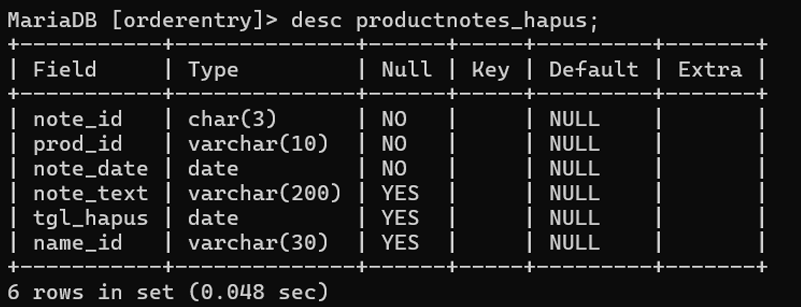 MariaDB [orderentry]> desc productnotes_hapus;
+-----------+--------------+------+-----+---------+-------+
| Field     | Type         | Null | Key | Default | Extra |
+-----------+--------------+------+-----+---------+-------+
| note_id   | char(3)      | NO   |     | NULL    |       |
| prod_id   | varchar(10)  | NO   |     | NULL    |       |
| note_date | date         | NO   |     | NULL    |       |
| note_text | varchar(200) | YES  |     | NULL    |       |
| tgl_hapus | date         | YES  |     | NULL    |       |
| name_id   | varchar(30)  | YES  |     | NULL    |       |
+-----------+--------------+------+-----+---------+-------+
6 rows in set (0.048 sec)